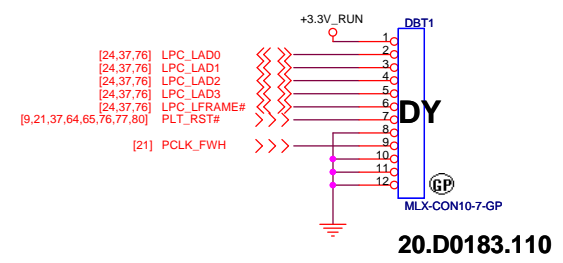 +3.3V_RUN
DBT1
1
[24,37,76] LPC_LAD0 2
[24,37,76] LPC_LAD1 3
[24,37,76] LPC_LAD2 4
[24,37,76] LPC_LAD3 5
[24,37,76] LPC_LFRAME# 6
[9,21,37,64,65,76,77,80] PLT_RST# 7
DY
8
[21] PCLK_FWH 9
10
11
12
GP
MLX-CON10-7-GP
20.D0183.110